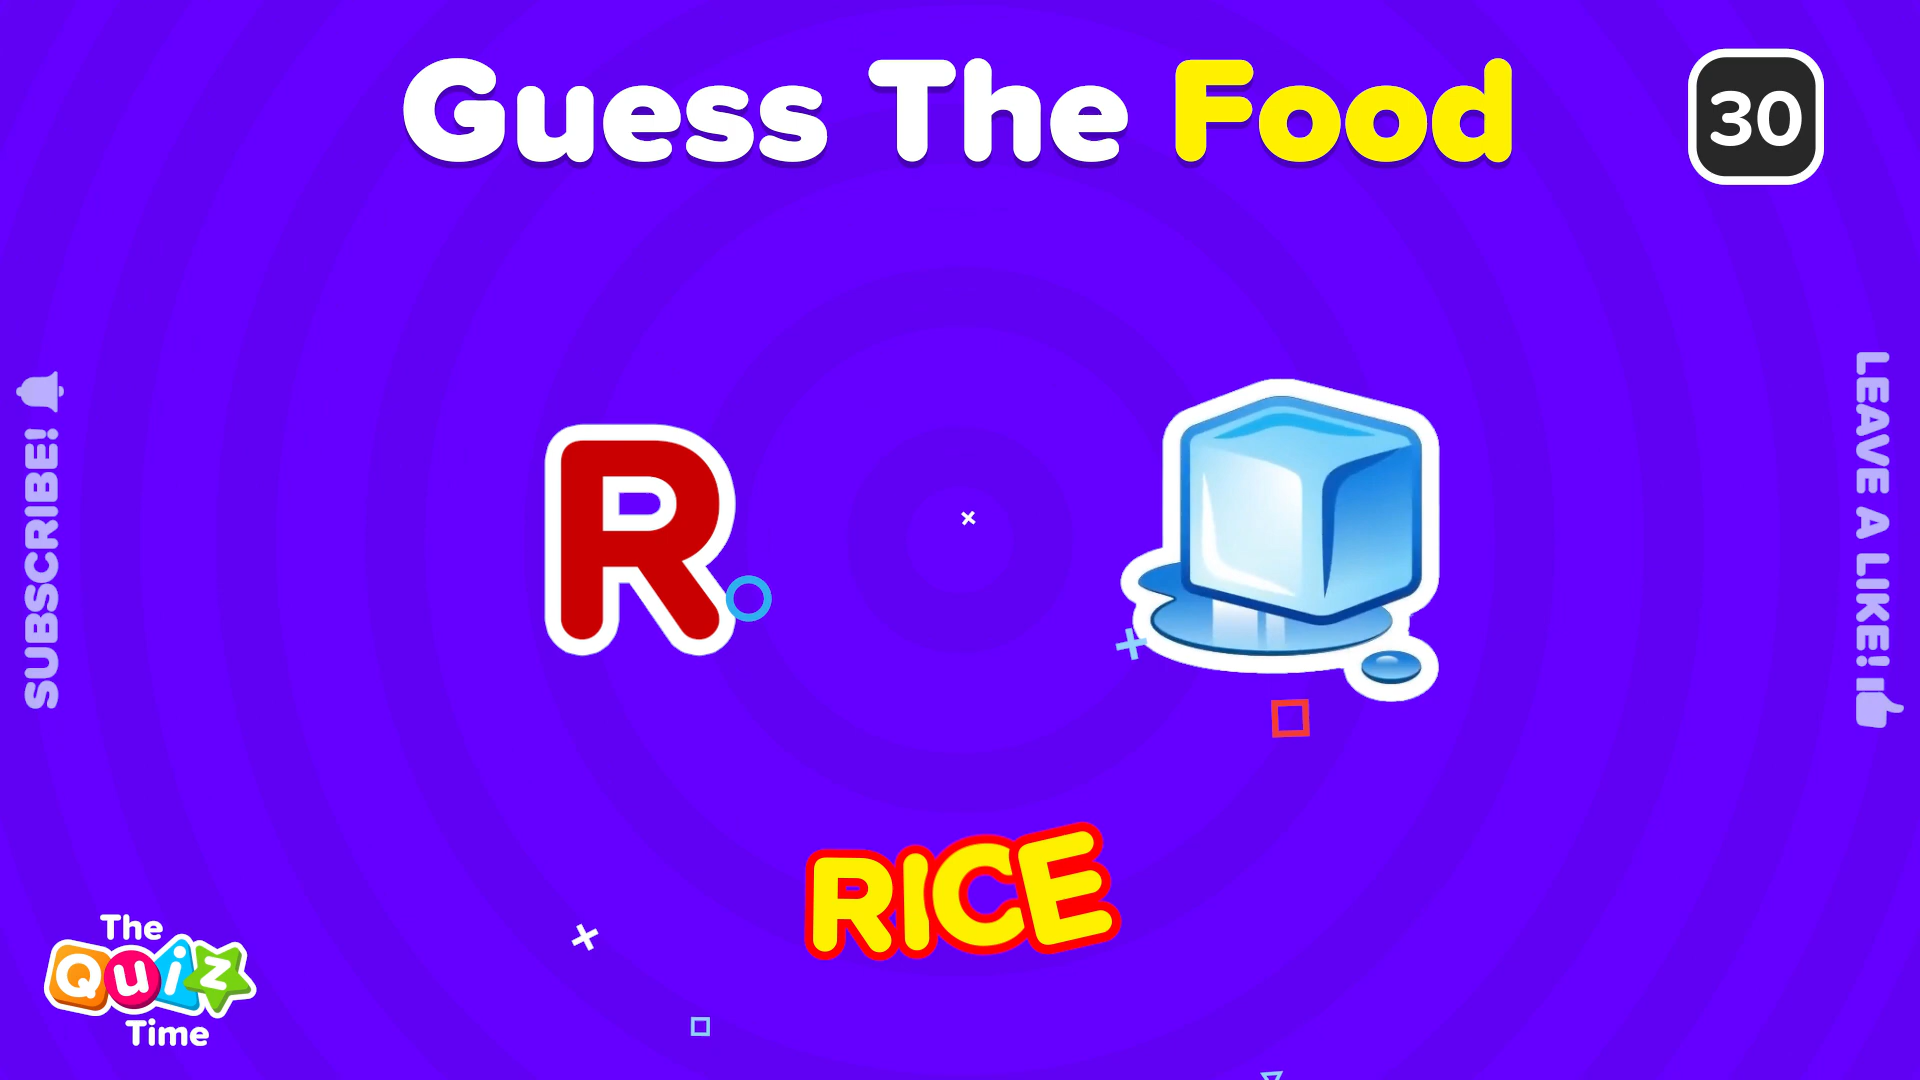 Guess The Food
30
SUBSCRIBE!
LEAVE A LIKE!
R
RICE
The
Quiz
Time